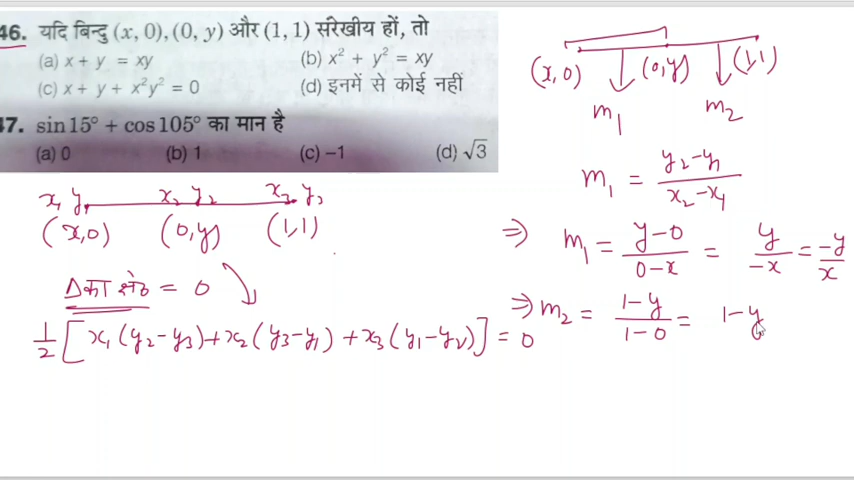 46. यदि बिन्दु (x, 0), (0, y) और (1, 1) संरेखीय हों, तो
(a) x + y = xy (b) x² + y² = xy
(c) x + y + x²y² = 0 (d) इनमें से कोई नहीं
47. sin 15° + cos 105° का मान है
(a) 0 (b) 1 (c) –1 (d) √3
x₁ y₁ x₂ y₂ x₃ y₃
(x,0) (0,y) (1,1)
Δका क्षे० = 0
1/2 [x₁(y₂–y₃)+x₂(y₃–y₁)+x₃(y₁–y₂)] = 0
(x,0) (0,y) (1,1)
m₁ m₂
m₁ = y₂–y₁ / x₂–x₁
⇒ m₁ = y–0 / 0–x = y / –x = –y / x
⇒ m₂ = 1–y / 1–0 = 1–y